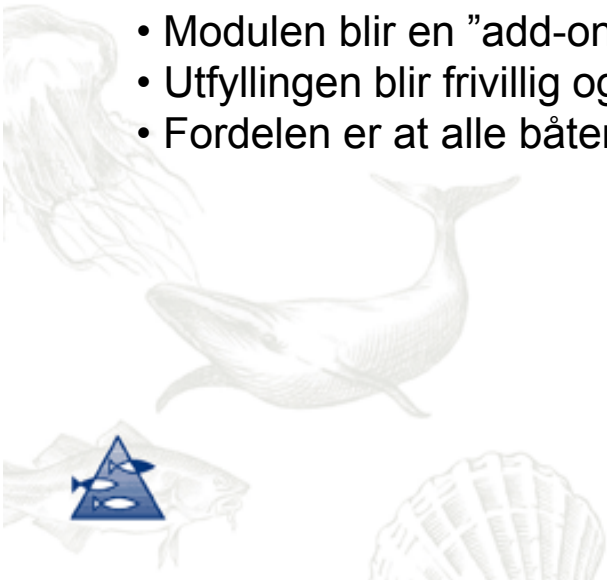 • Modulen blir en ”add-on
• Utfyllingen blir frivillig og
• Fordelen er at alle båter